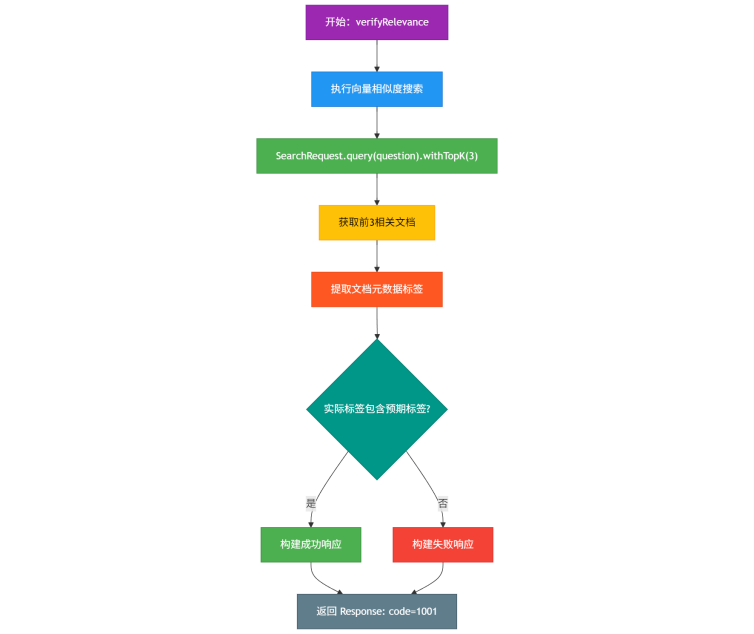 开始：verifyRelevance
执行向量相似度搜索
SearchRequest.query(question).withTopK(3)
获取前3相关文档
提取文档元数据标签
实际标签包含预期标签?
是
否
构建成功响应
构建失败响应
返回 Response: code=1001